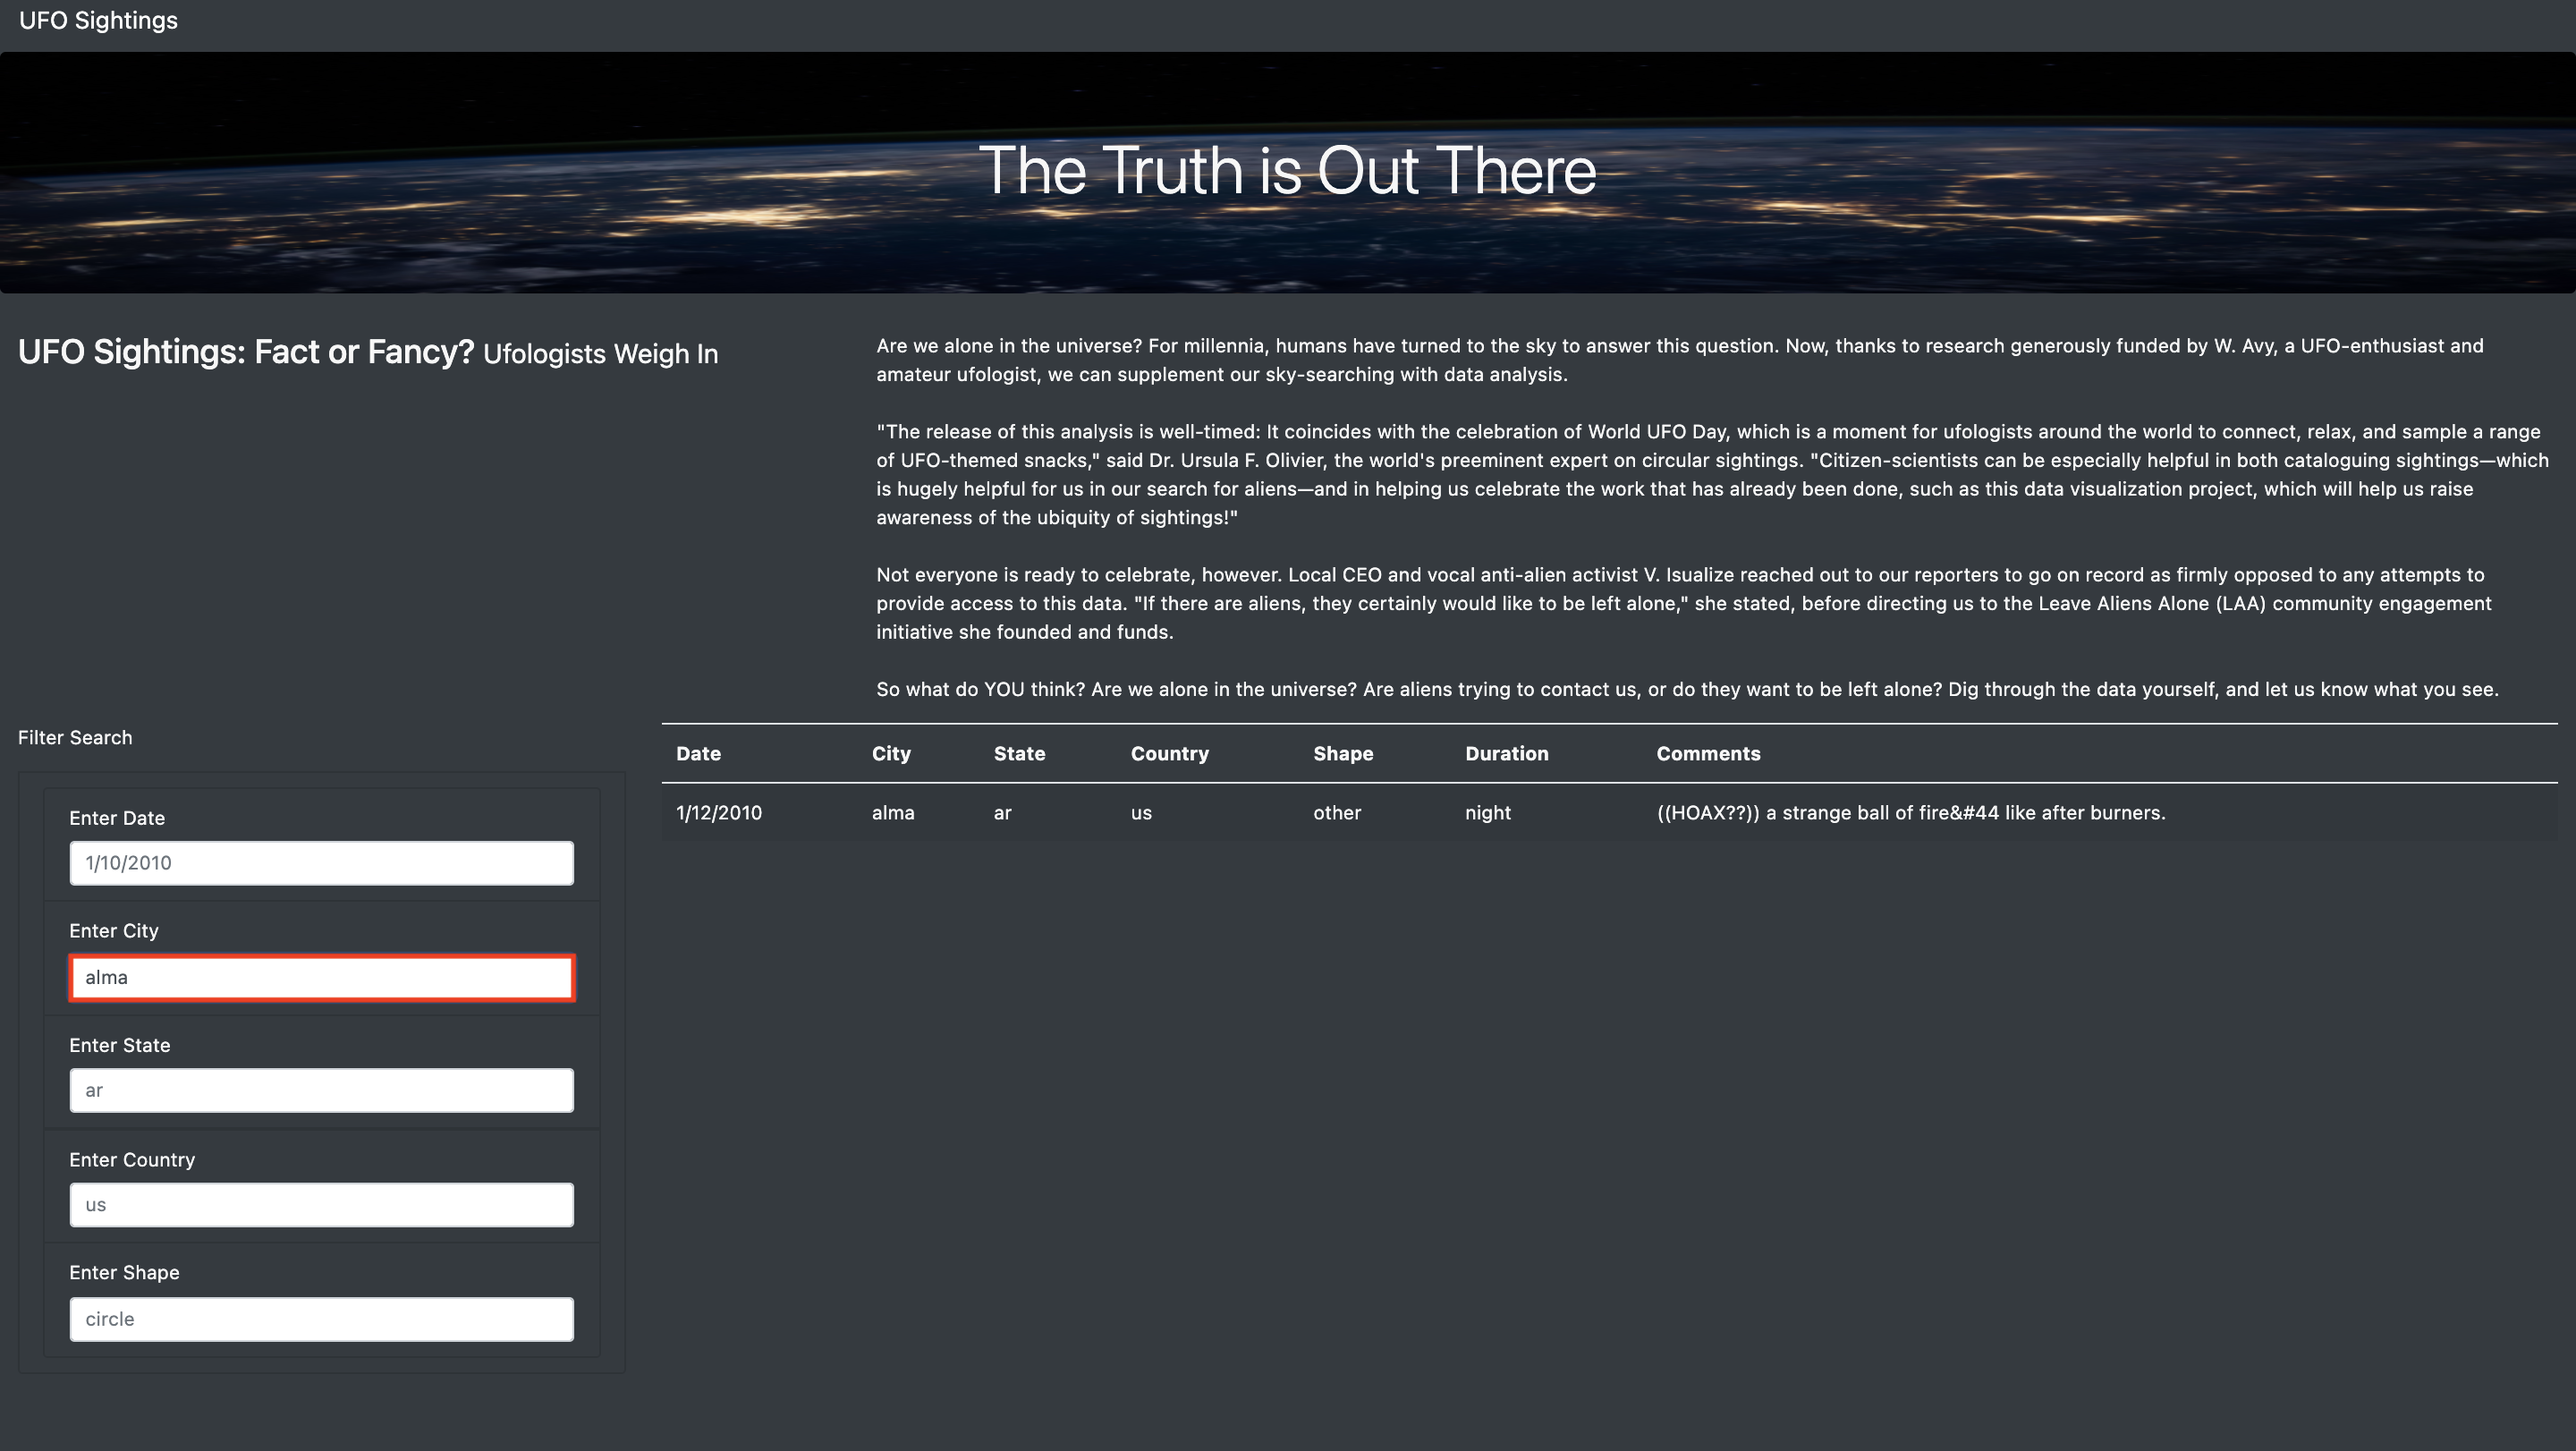 UFO Sightings
The Truth is Out There
UFO Sightings: Fact or Fancy? Ufologists Weigh In
Are we alone in the universe? For millennia, humans have turned to the sky to answer this question. Now, thanks to research generously funded by W. Avy, a UFO-enthusiast and
amateur ufologist, we can supplement our sky-searching with data analysis.
"The release of this analysis is well-timed: It coincides with the celebration of World UFO Day, which is a moment for ufologists around the world to connect, relax, and sample a range
of UFO-themed snacks," said Dr. Ursula F. Olivier, the world's preeminent expert on circular sightings. "Citizen-scientists can be especially helpful in both cataloguing sightings—which
is hugely helpful for us in our search for aliens—and in helping us celebrate the work that has already been done, such as this data visualization project, which will help us raise
awareness of the ubiquity of sightings!"
Not everyone is ready to celebrate, however. Local CEO and vocal anti-alien activist V. Isualize reached out to our reporters to go on record as firmly opposed to any attempts to
provide access to this data. "If there are aliens, they certainly would like to be left alone," she stated, before directing us to the Leave Aliens Alone (LAA) community engagement
initiative she founded and funds.
So what do YOU think? Are we alone in the universe? Are aliens trying to contact us, or do they want to be left alone? Dig through the data yourself, and let us know what you see.
Filter Search
Enter Date
1/10/2010
Enter City
alma
Enter State
ar
Enter Country
us
Enter Shape
circle
Date City State Country Shape Duration Comments
1/12/2010 alma ar us other night ((HOAX??)) a strange ball of fire&#44 like after burners.